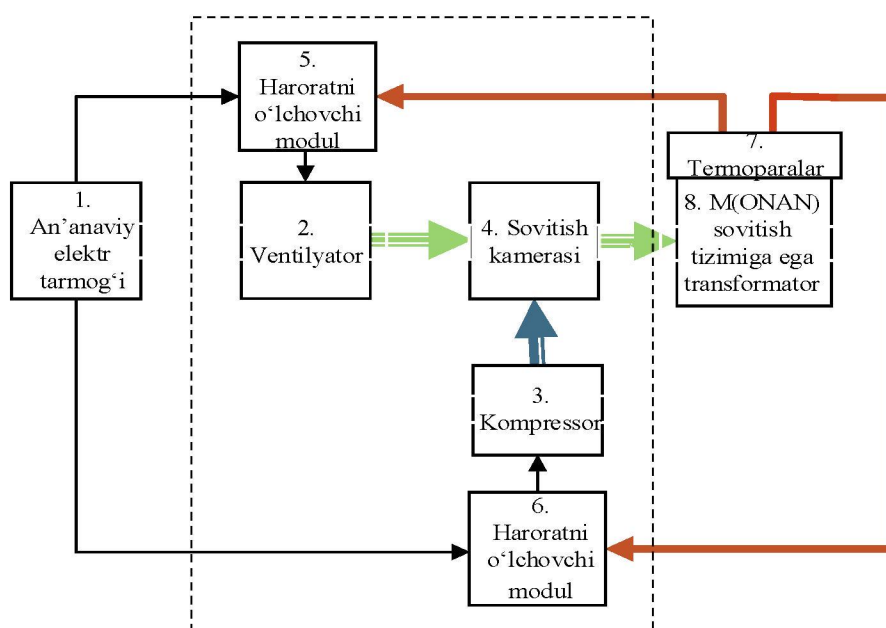 5.
Haroratni
o‘lchovchi
modul
1.
An’anaviy
elektr
tarmog‘i
2.
Ventilyator
4. Sovitish
kamerasi
7.
Termoparalar
8. M(ONAN)
sovitish
tizimiga ega
transformator
3.
Kompressor
6.
Haroratni
o‘lchovchi
modul